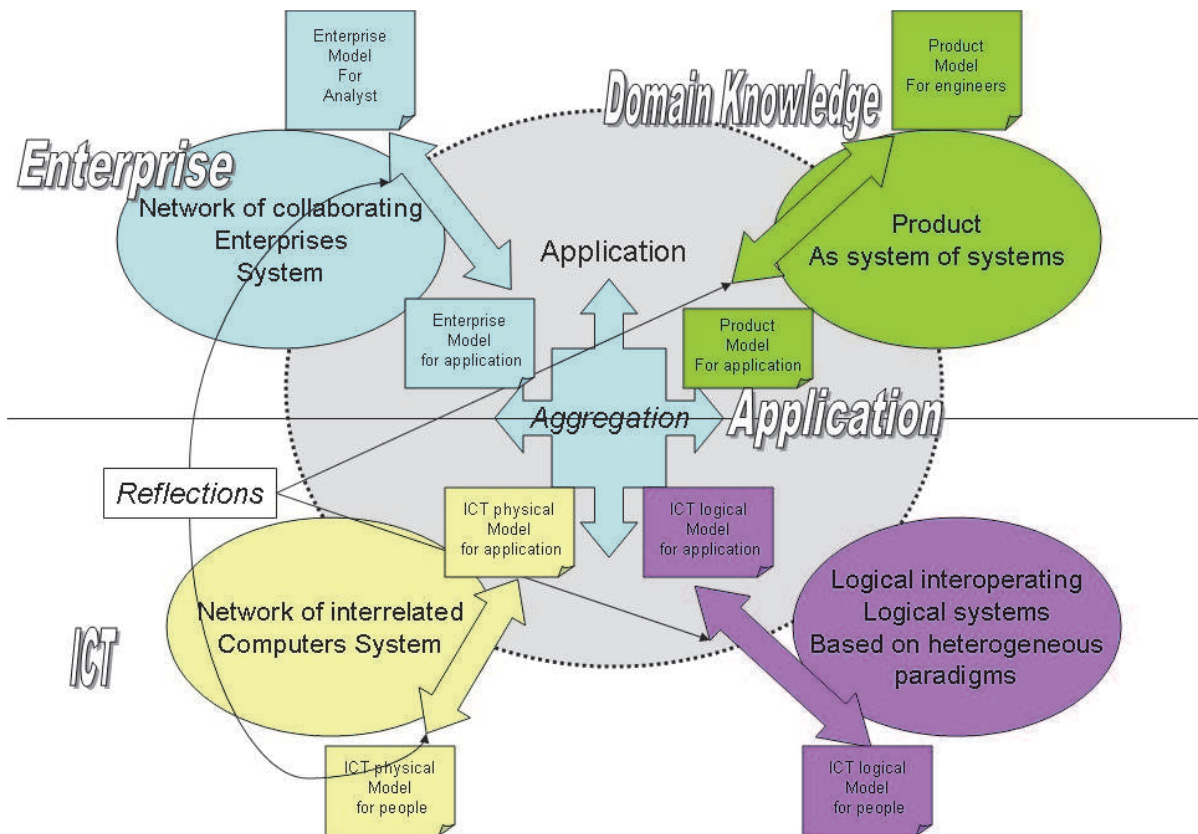 Enterprise
Model
For
Analyst
Product
Model
For engineers
Domain Knowledge
Enterprise
Network of collaborating
Enterprises
System
Application
Product
As system of systems
Enterprise
Model
for application
Product
Model
For application
Aggregation
Application
Reflections
ICT physical
Model
for application
ICT logical
Model
for application
Network of interrelated
Computers System
Logical interoperating
Logical systems
Based on heterogeneous
paradigms
ICT
ICT physical
Model
for people
ICT logical
Model
for people